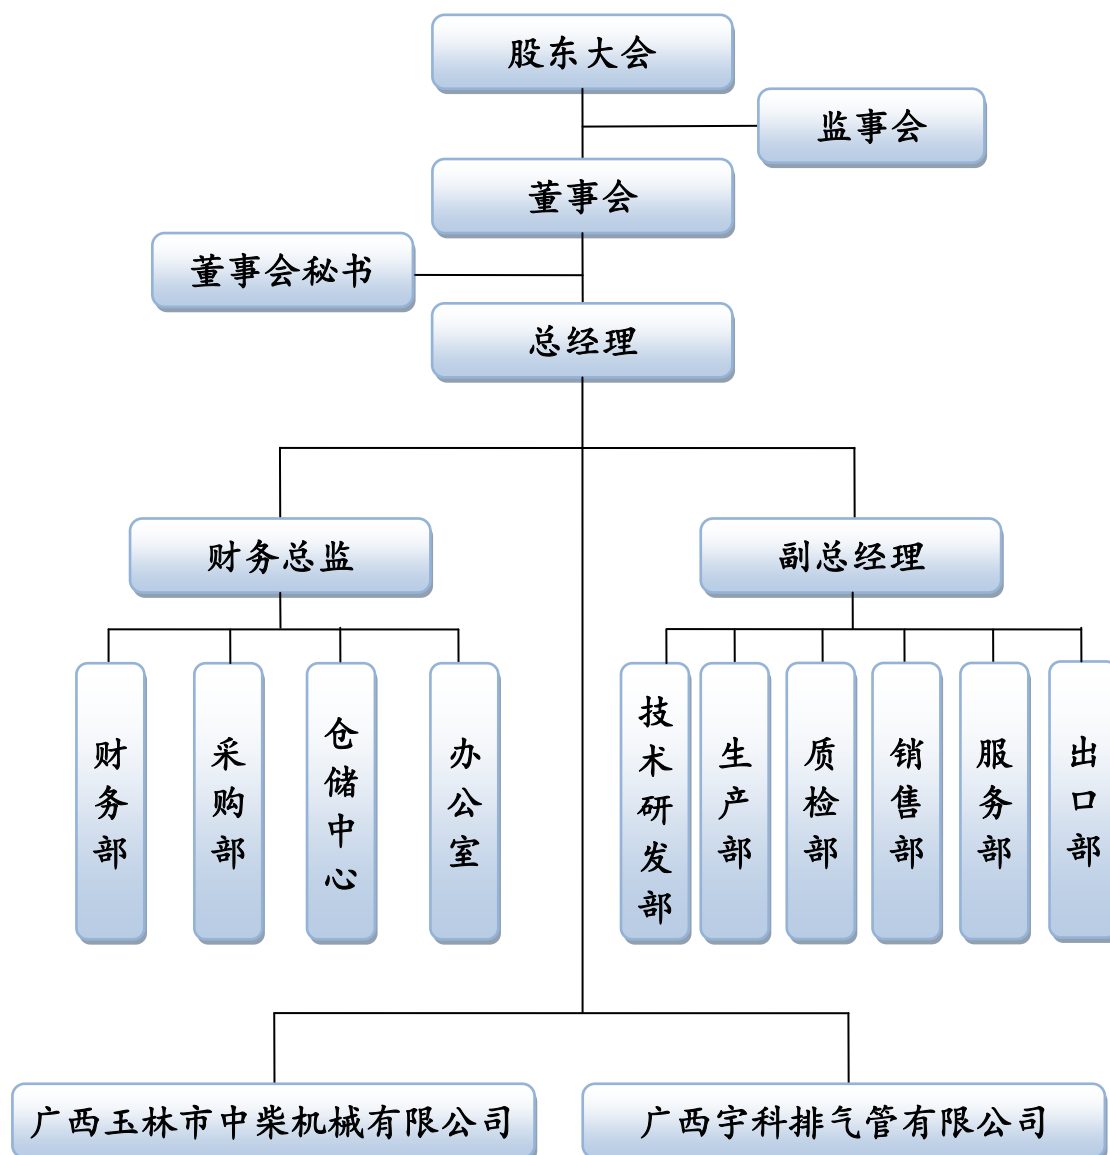 股东大会
监事会
董事会
董事会秘书
总经理
财务总监
副总经理
财务部
采购部
仓储中心
办公室
技术研发部
生产部
质检部
销售部
服务部
出口部
广西玉林市中柴机械有限公司
广西宇科排气管有限公司